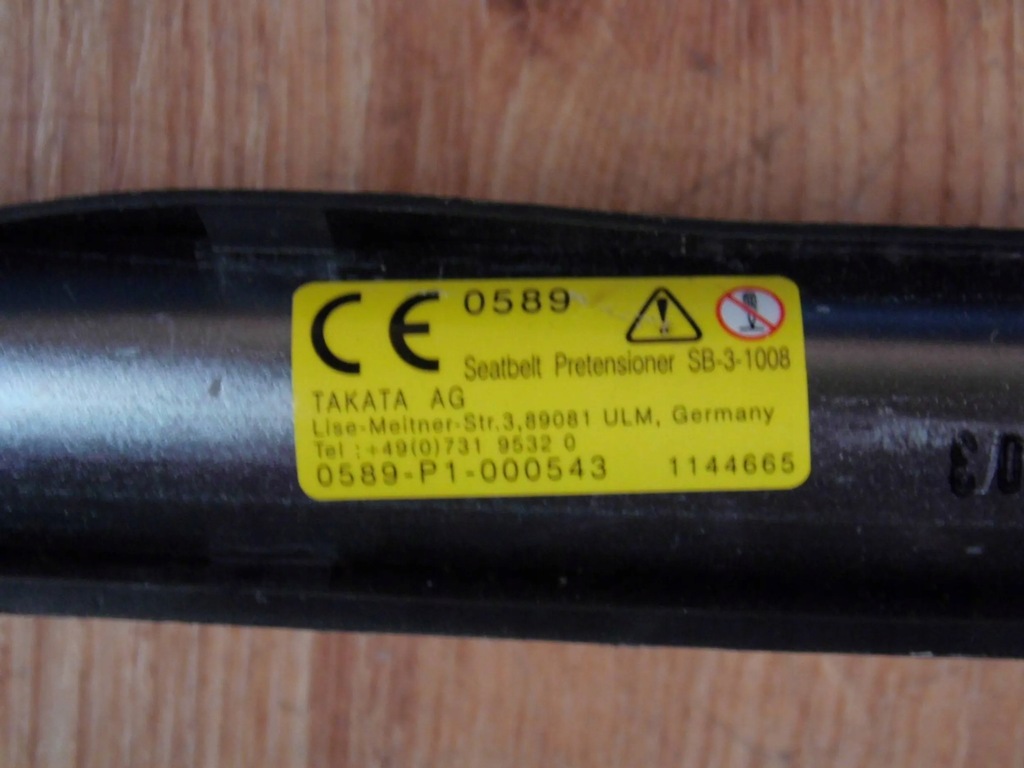 CE 0589
Seatbelt Pretensioner SB-3-1008
TAKATA AG
Lise-Meitner-Str.3,89081 ULM, Germany
Tel :+49(0)731 9532 0
0589-P1-000543 1144665